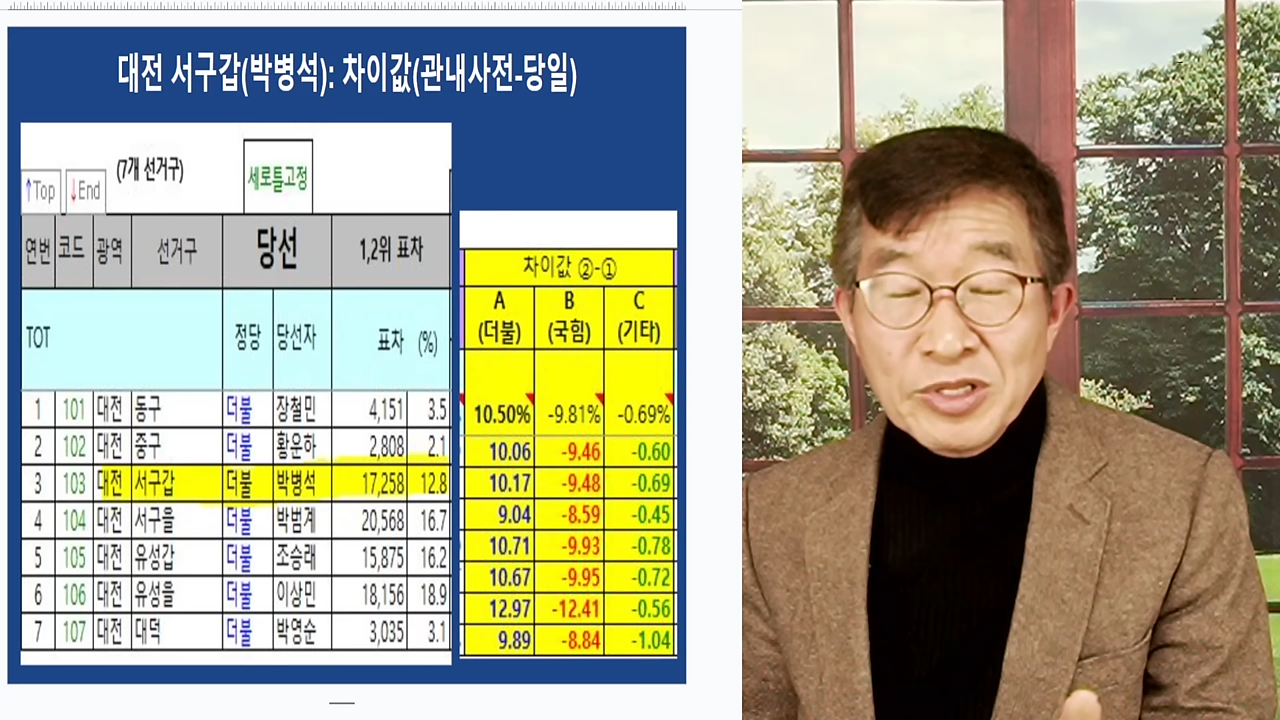 대전 서구갑(박병석): 차이값(관내사전-당일)
(7개 선거구) 세로틀고정
↑Top ↓End
연번 코드 광역 선거구 당선 1,2위 표차
TOT 정당 당선자 표차 (%)
1 101 대전 동구 더불 장철민 4,151 3.5
2 102 대전 중구 더불 황운하 2,808 2.1
3 103 대전 서구갑 더불 박병석 17,258 12.8
4 104 대전 서구을 더불 박범계 20,568 16.7
5 105 대전 유성갑 더불 조승래 15,875 16.2
6 106 대전 유성을 더불 이상민 18,156 18.9
7 107 대전 대덕 더불 박영순 3,035 3.1
차이값 ②-①
A B C
(더불) (국힘) (기타)
10.50% -9.81% -0.69%
10.06 -9.46 -0.60
10.17 -9.48 -0.69
9.04 -8.59 -0.45
10.71 -9.93 -0.78
10.67 -9.95 -0.72
12.97 -12.41 -0.56
9.89 -8.84 -1.04